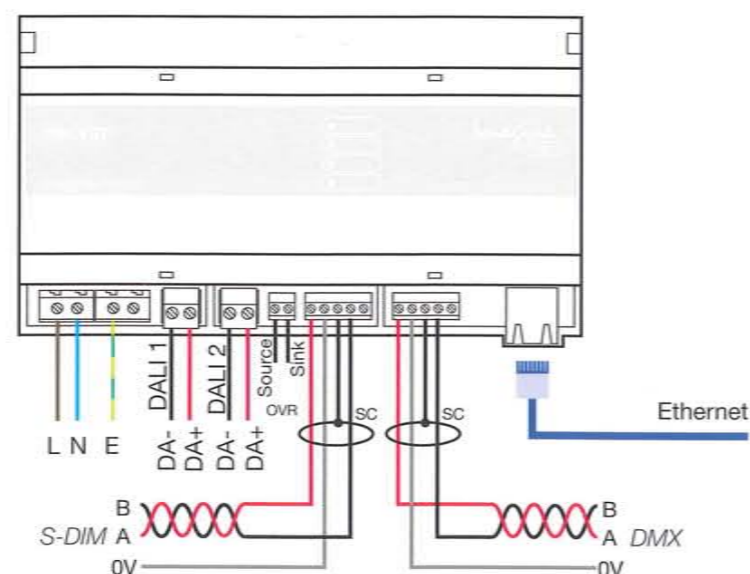 DALI 1
DALI 2
Source
Sink
OVR
SC
SC
Ethernet
L N E
DA-
DA+
DA-
DA+
B
B
S-DIM A
A DMX
0V
0V